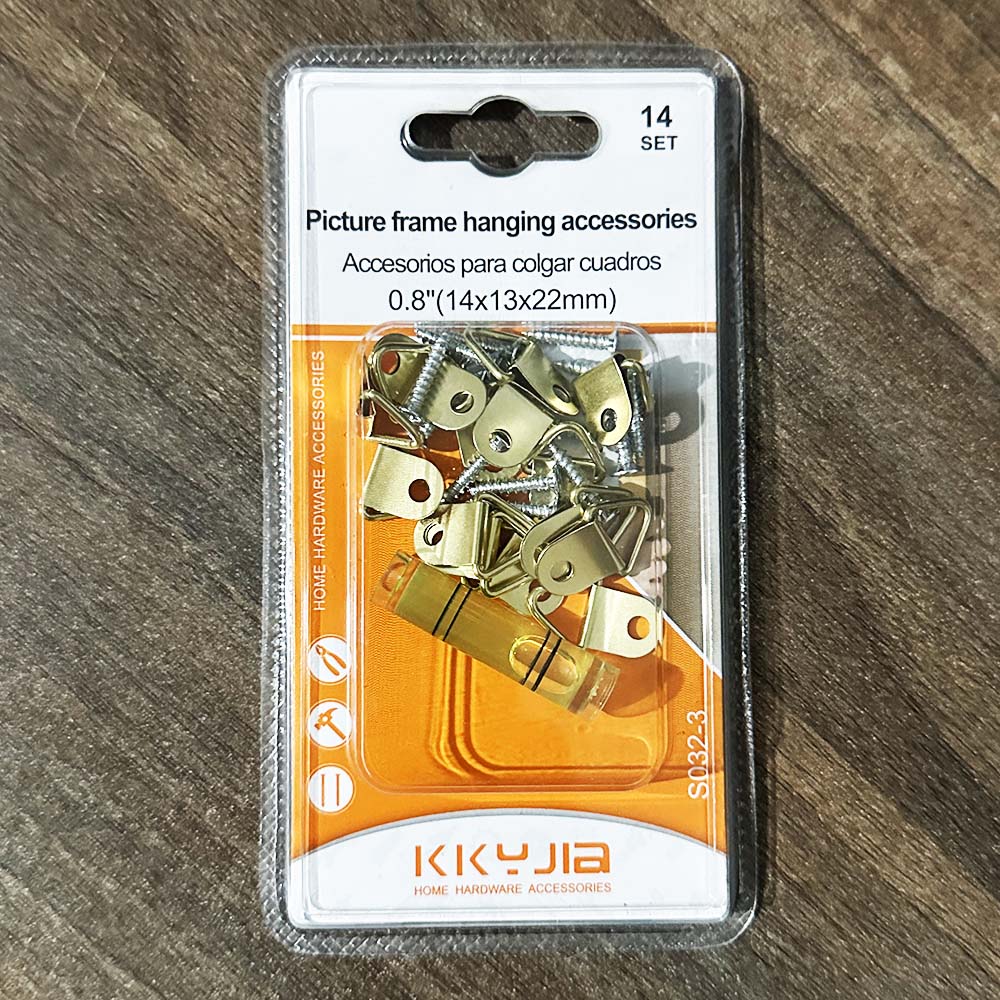 14
SET
Picture frame hanging accessories
Accesorios para colgar cuadros
0.8"(14x13x22mm)
HOME HARDWARE ACCESSORIES
S032-3
KKYJIA
HOME HARDWARE ACCESSORIES